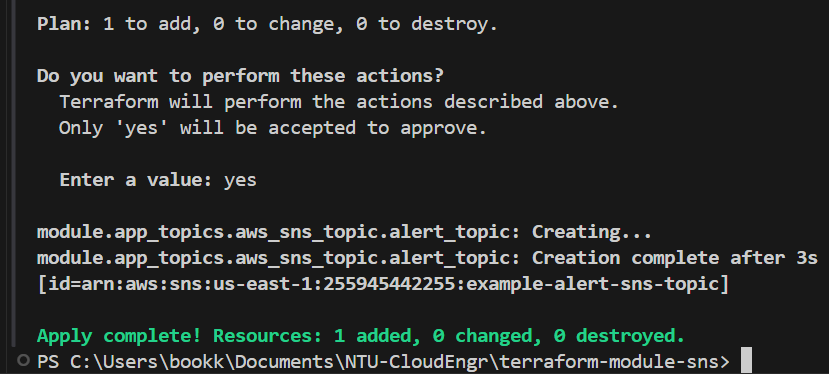 Plan: 1 to add, 0 to change, 0 to destroy.
Do you want to perform these actions?
Terraform will perform the actions described above.
Only 'yes' will be accepted to approve.
Enter a value: yes
module.app_topics.aws_sns_topic.alert_topic: Creating...
module.app_topics.aws_sns_topic.alert_topic: Creation complete after 3s
[id=arn:aws:sns:us-east-1:255945442255:example-alert-sns-topic]
Apply complete! Resources: 1 added, 0 changed, 0 destroyed.
PS C:\Users\bookk\Documents\NTU-CloudEngr\terraform-module-sns>